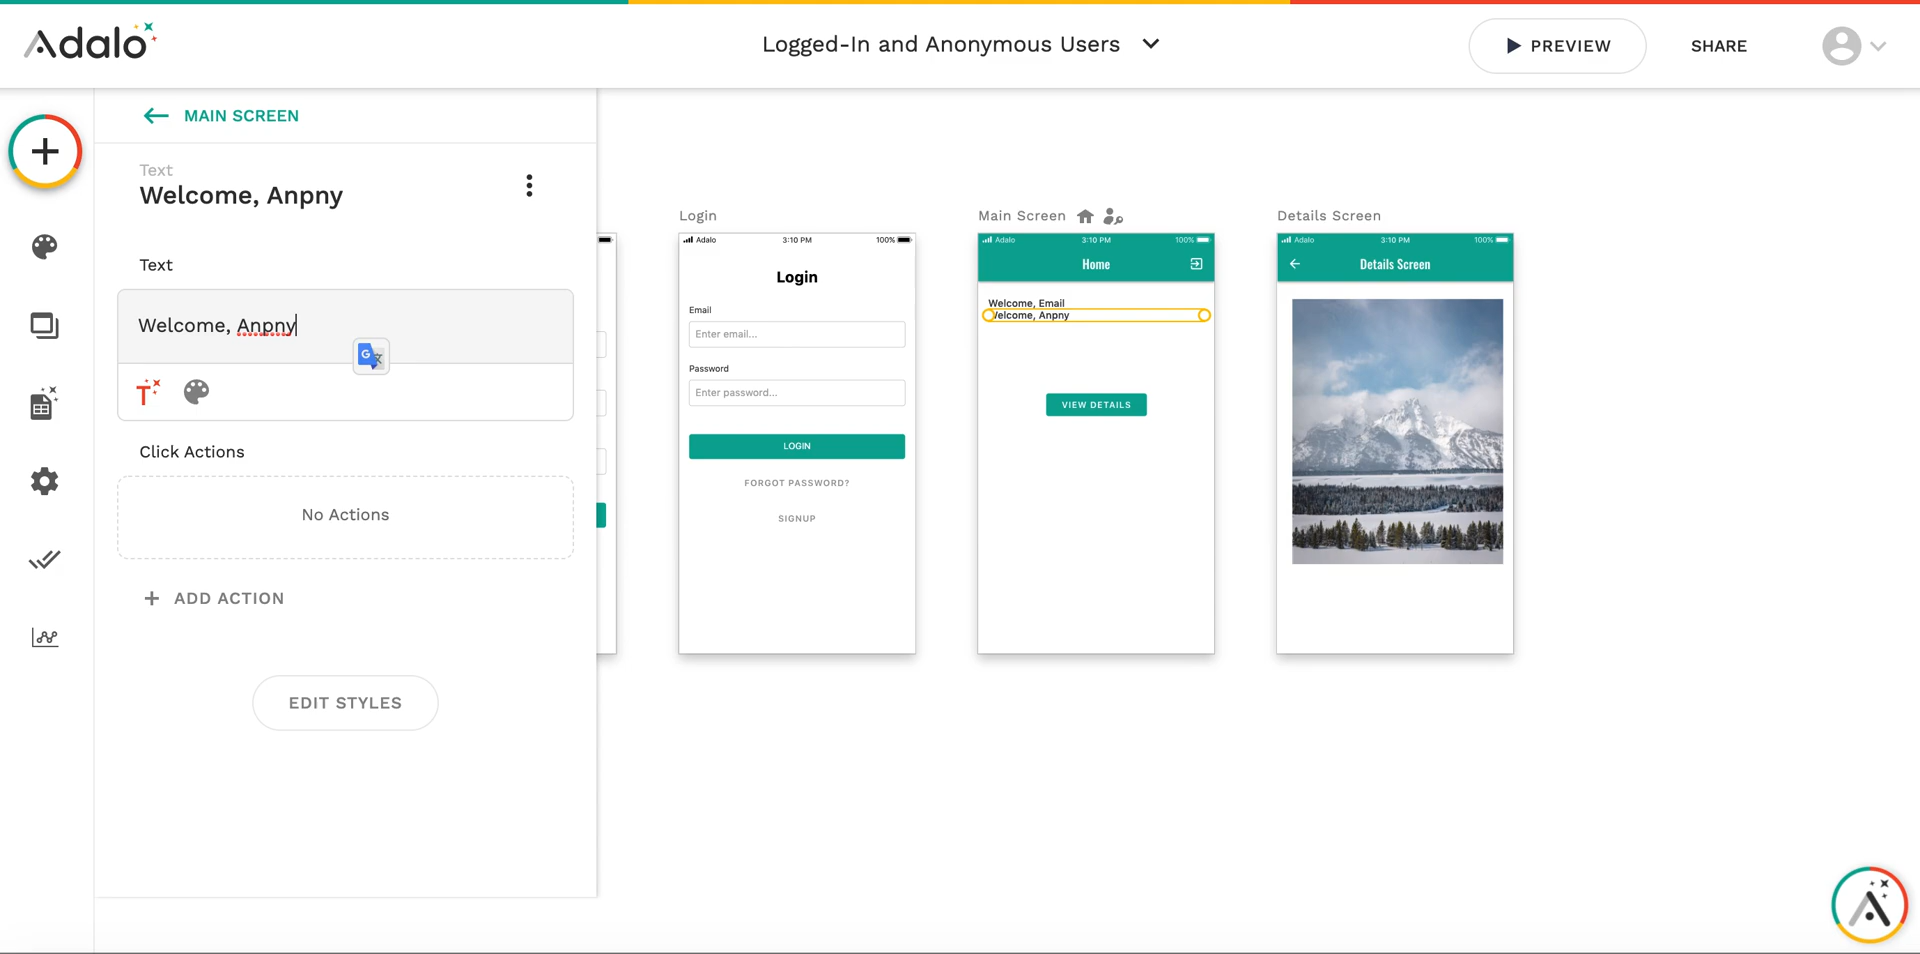 Adalo
Logged-In and Anonymous Users
PREVIEW
SHARE
MAIN SCREEN
Text
Welcome, Anpny
Text
Welcome, Anpny
G
T
Click Actions
No Actions
ADD ACTION
EDIT STYLES
Login
Adalo 3:10 PM 100%
Login
Email
Enter email...
Password
Enter password...
LOGIN
FORGOT PASSWORD?
SIGNUP
Main Screen
Adalo 3:10 PM 100%
Home
Welcome, Email
Welcome, Anpny
VIEW DETAILS
Details Screen
Adalo 3:10 PM 100%
Details Screen